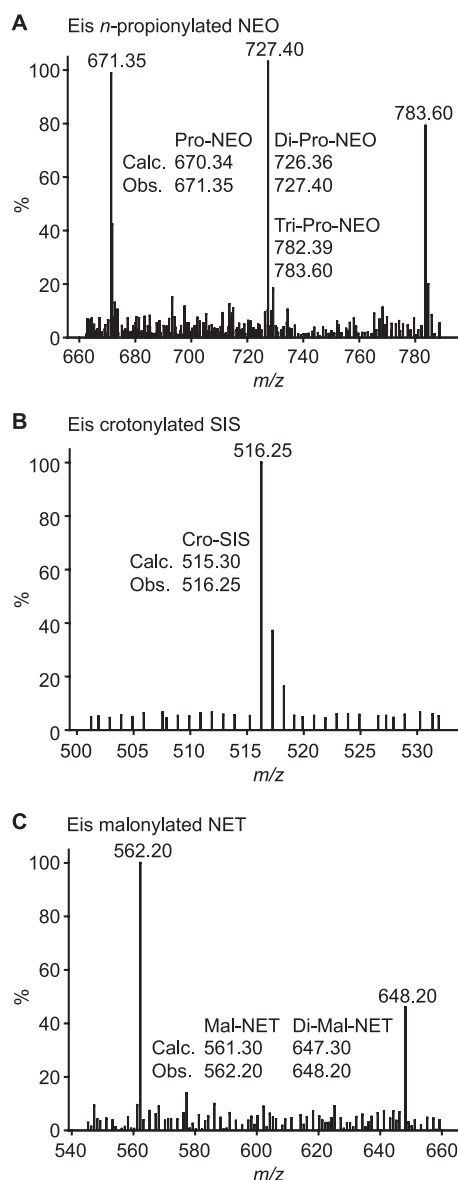 A Eis n-propionylated NEO
671.35
727.40
783.60
Pro-NEO
Calc. 670.34
Obs. 671.35
Di-Pro-NEO
726.36
727.40
Tri-Pro-NEO
782.39
783.60
100
80
60
40
20
0
%
660 680 700 720 740 760 780
m/z
B Eis crotonylated SIS
516.25
Cro-SIS
Calc. 515.30
Obs. 516.25
100
80
60
40
20
0
%
500 510 520 530
m/z
C Eis malonylated NET
562.20
648.20
Mal-NET Di-Mal-NET
Calc. 561.30 647.30
Obs. 562.20 648.20
100
80
60
40
20
0
%
540 560 580 600 620 640 660
m/z